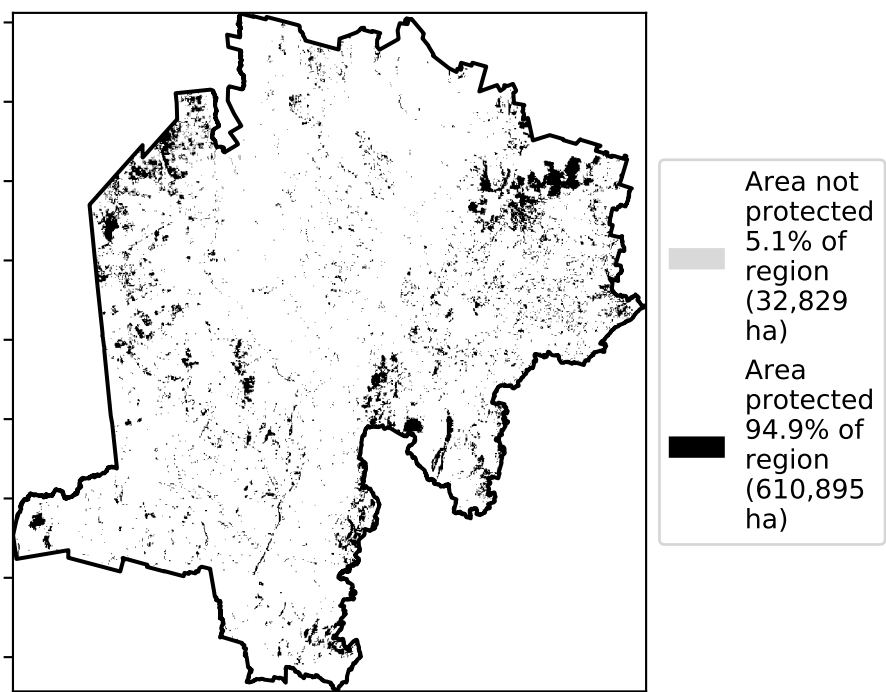 Area not
protected
5.1% of
region
(32,829
ha)
Area
protected
94.9% of
region
(610,895
ha)